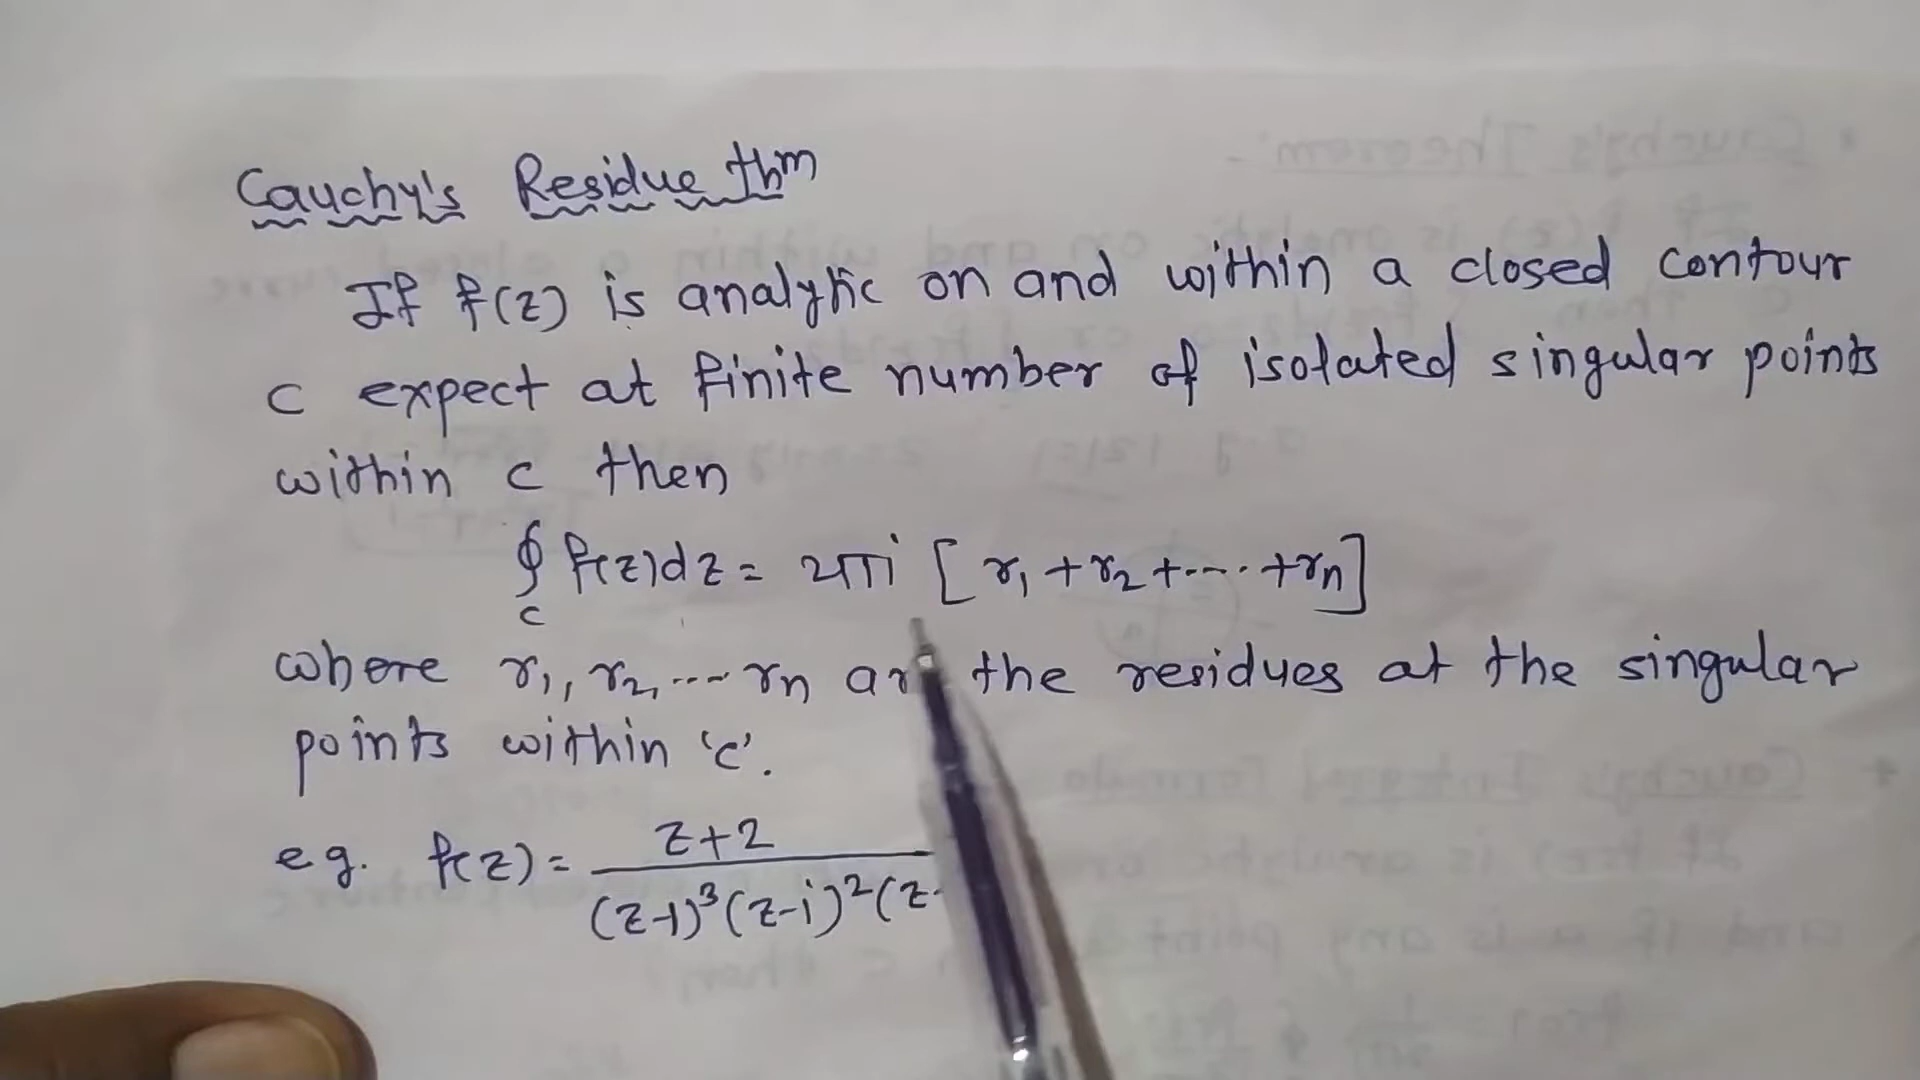 Cauchy's Residue thm
If f(z) is analytic on and within a closed contour
c expect at finite number of isolated singular points
within c then
∮_c f(z)dz = 2πi [r₁ + r₂ + .... + rn]
where r₁, r₂, ... rn the residues at the singular
points within 'c'.
eg. f(z) = z+2 / (z-1)³(z-i)²(z-